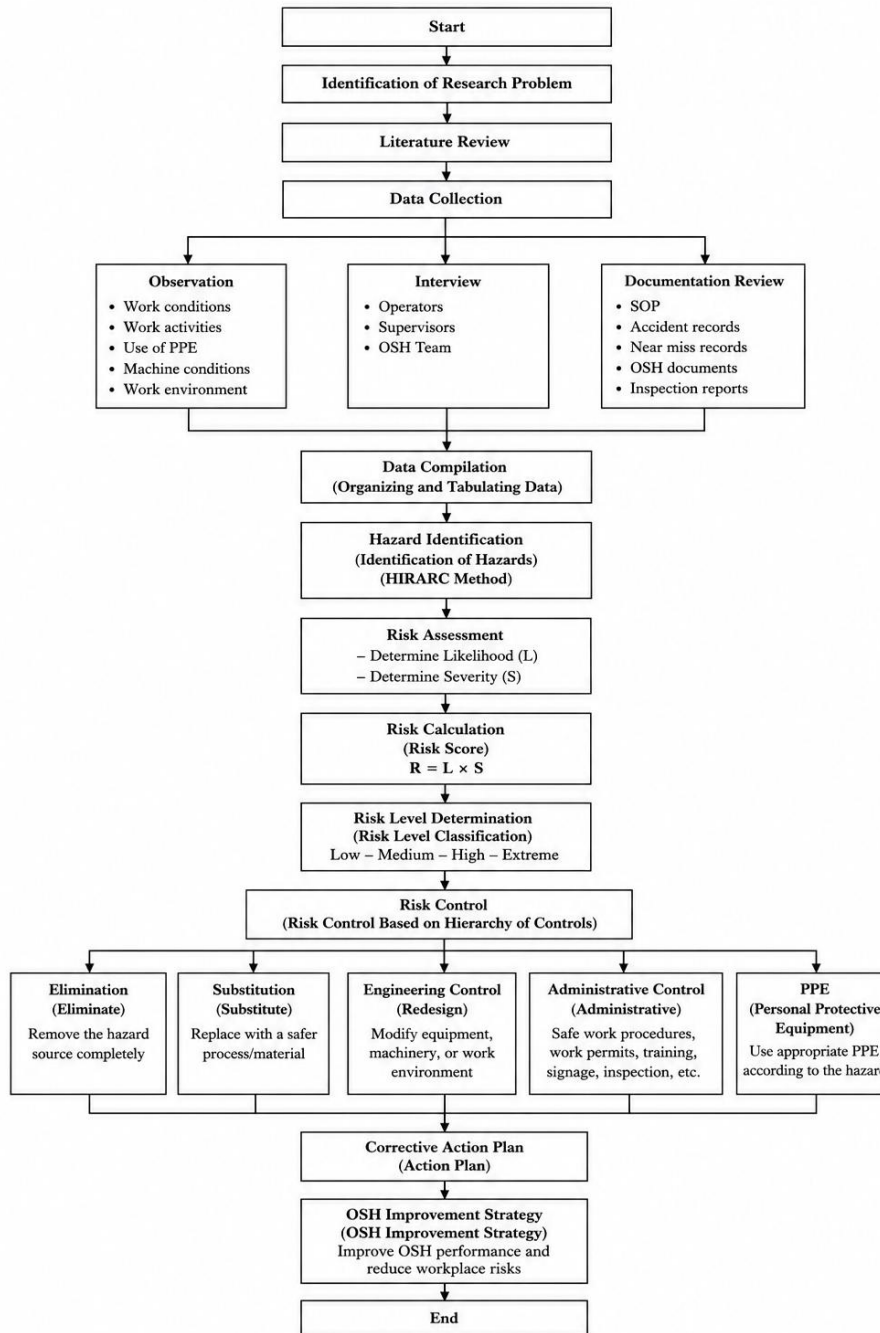 Start
Identification of Research Problem
Literature Review
Data Collection
Observation
• Work conditions
• Work activities
• Use of PPE
• Machine conditions
• Work environment
Interview
• Operators
• Supervisors
• OSH Team
Documentation Review
• SOP
• Accident records
• Near miss records
• OSH documents
• Inspection reports
Data Compilation
(Organizing and Tabulating Data)
Hazard Identification
(Identification of Hazards)
(HIRARC Method)
Risk Assessment
– Determine Likelihood (L)
– Determine Severity (S)
Risk Calculation
(Risk Score)
R = L × S
Risk Level Determination
(Risk Level Classification)
Low – Medium – High – Extreme
Risk Control
(Risk Control Based on Hierarchy of Controls)
Elimination
(Eliminate)
Remove the hazard
source completely
Substitution
(Substitute)
Replace with a safer
process/material
Engineering Control
(Redesign)
Modify equipment,
machinery, or work
environment
Administrative Control
(Administrative)
Safe work procedures,
work permits, training,
signage, inspection, etc.
PPE
(Personal Protective
Equipment)
Use appropriate PPE
according to the hazard
Corrective Action Plan
(Action Plan)
OSH Improvement Strategy
(OSH Improvement Strategy)
Improve OSH performance and
reduce workplace risks
End